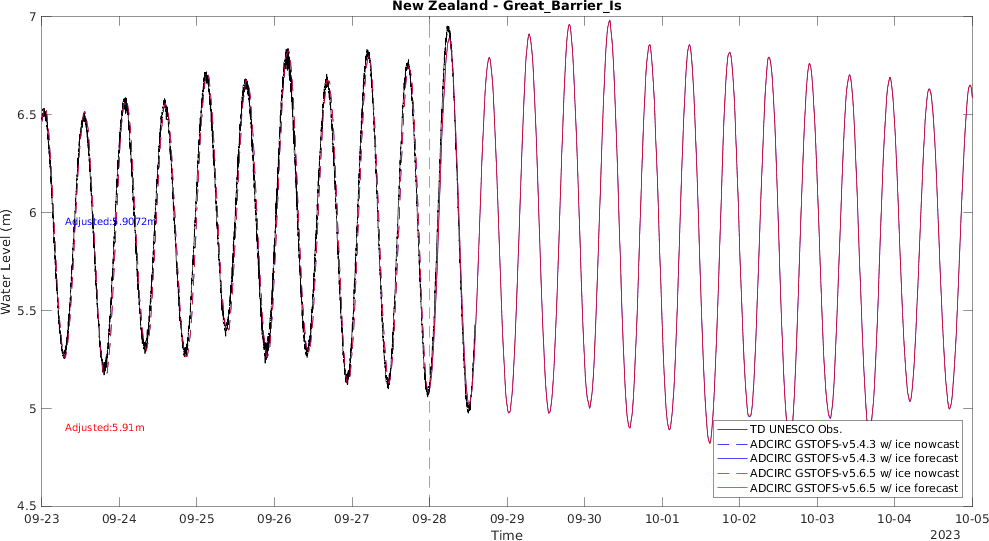 New Zealand - Great_Barrier_Is
7
6.5
6
5.5
5
4.5
Water Level (m)
Adjusted:5.9072m
Adjusted:5.91m
TD UNESCO Obs.
ADCIRC GSTOFS-v5.4.3 w/ ice nowcast
ADCIRC GSTOFS-v5.4.3 w/ ice forecast
ADCIRC GSTOFS-v5.6.5 w/ ice nowcast
ADCIRC GSTOFS-v5.6.5 w/ ice forecast
09-23 09-24 09-25 09-26 09-27 09-28 09-29 09-30 10-01 10-02 10-03 10-04 10-05
Time
2023